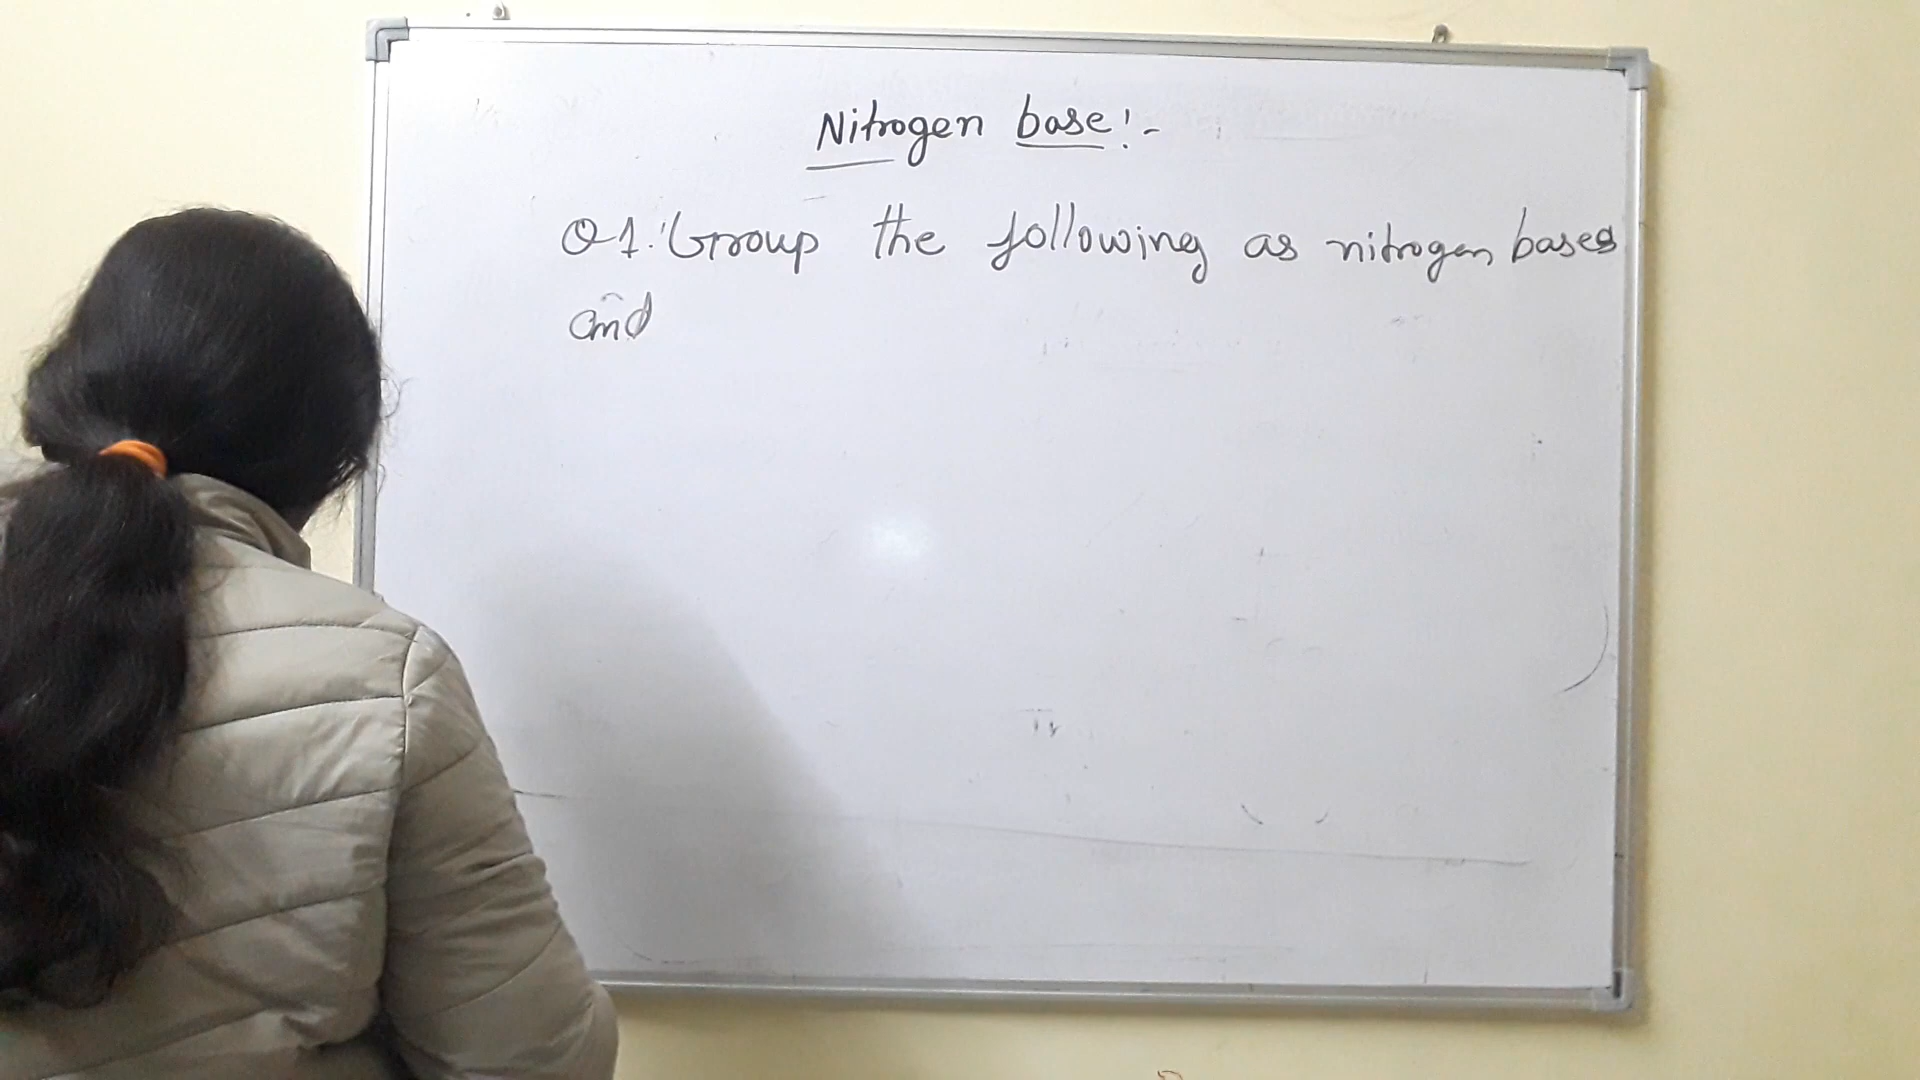 Nitrogen base:-
Q1. Group the following as nitrogen bases
and